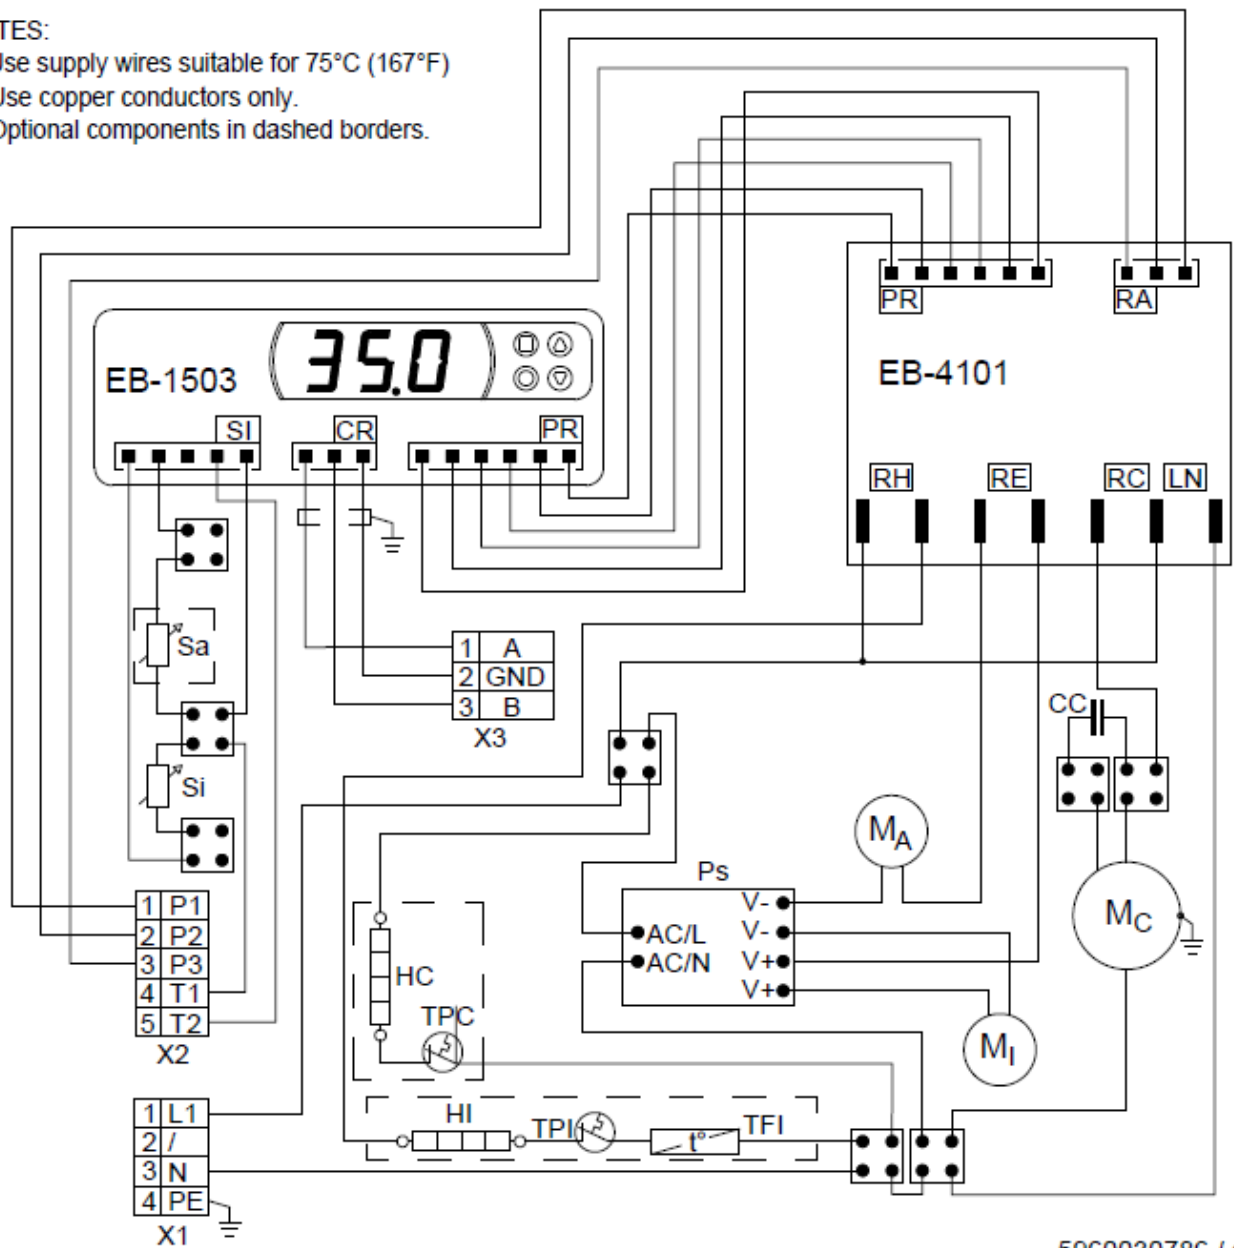 TES:
Use supply wires suitable for 75°C (167°F)
Use copper conductors only.
Optional components in dashed borders.
PR
RA
EB-1503
35.0
EB-4101
SI
CR
PR
RH
RE
RC
LN
Sa
1 A
2 GND
3 B
X3
CC
Si
MA
Ps
V-
AC/L V-
AC/N V+
V+
MC
1 P1
2 P2
3 P3
4 T1
5 T2
X2
HC
TPC
MI
HI
TPI
t°
TFI
1 L1
2 /
3 N
4 PE
X1